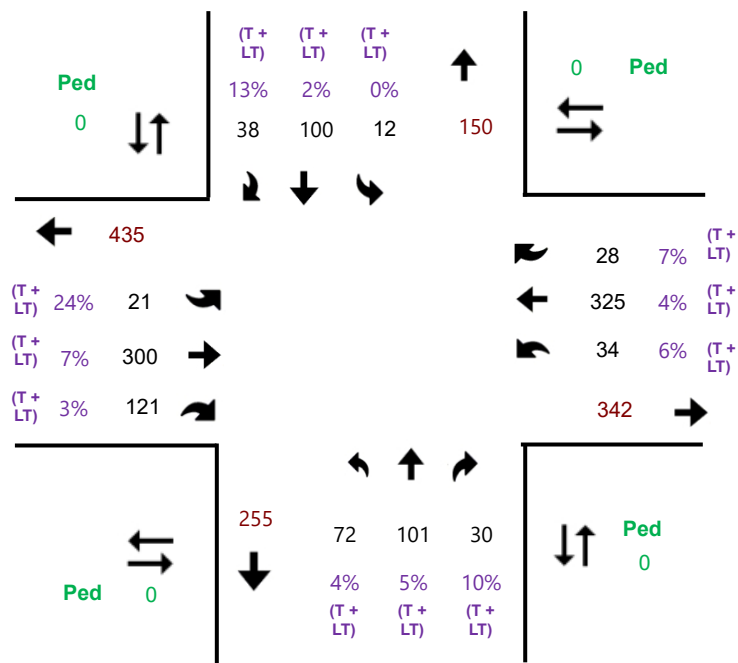 (T + (T + (T +
LT) LT) LT)
Ped 13% 2% 0% 0 Ped
0 38 100 12 150
435
28 7% (T +
LT)
(T +
LT) 24% 21 325 4% (T +
LT)
(T +
LT) 7% 300 34 6% (T +
LT)
(T +
LT) 3% 121 342
255 72 101 30 Ped
0
4% 5% 10%
Ped 0 (T + (T + (T +
LT) LT) LT)